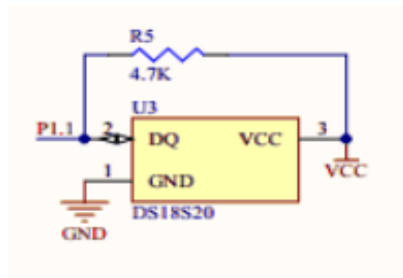 R5
4.7K
U3
P1.1 2 DQ VCC 3
VCC
1 GND
DS18S20
GND